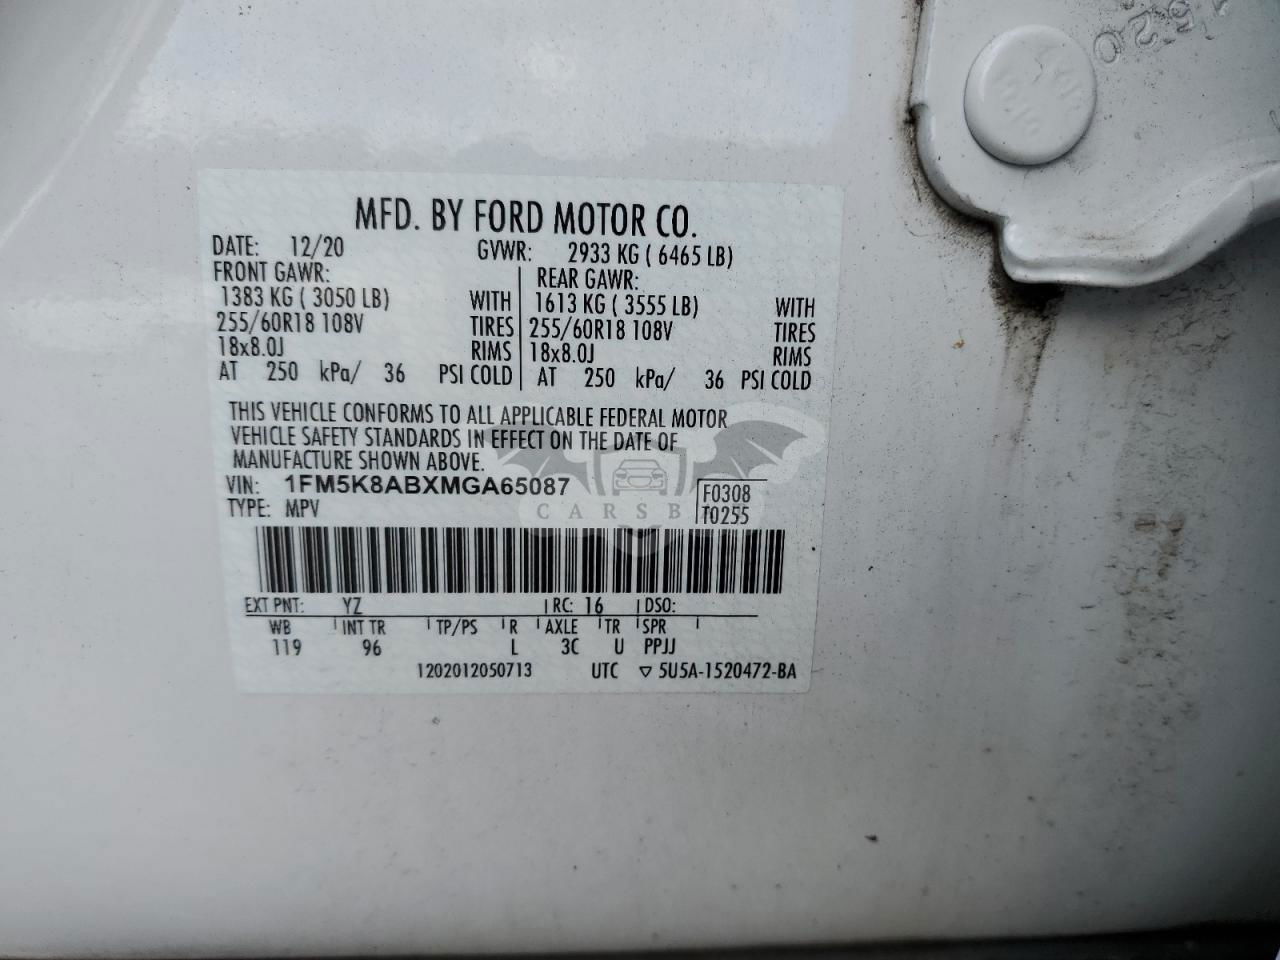 MFD. BY FORD MOTOR CO.
DATE: 12/20 GVWR: 2933 KG ( 6465 LB)
FRONT GAWR: REAR GAWR:
1383 KG ( 3050 LB) WITH 1613 KG ( 3555 LB) WITH
255/60R18 108V TIRES 255/60R18 108V TIRES
18x8.0J RIMS 18x8.0J RIMS
AT 250 kPa/ 36 PSI COLD AT 250 kPa/ 36 PSI COLD
THIS VEHICLE CONFORMS TO ALL APPLICABLE FEDERAL MOTOR
VEHICLE SAFETY STANDARDS IN EFFECT ON THE DATE OF
MANUFACTURE SHOWN ABOVE.
VIN: 1FM5K8ABXMGA65087
F0308
TYPE: MPV
T0255
CARSB
EXT PNT: YZ RC: 16 DSO:
WB INT TR TP/PS R AXLE TR SPR
119 96 L 3C U PPJJ
1202012050713 UTC ▽ 5U5A-1520472-BA